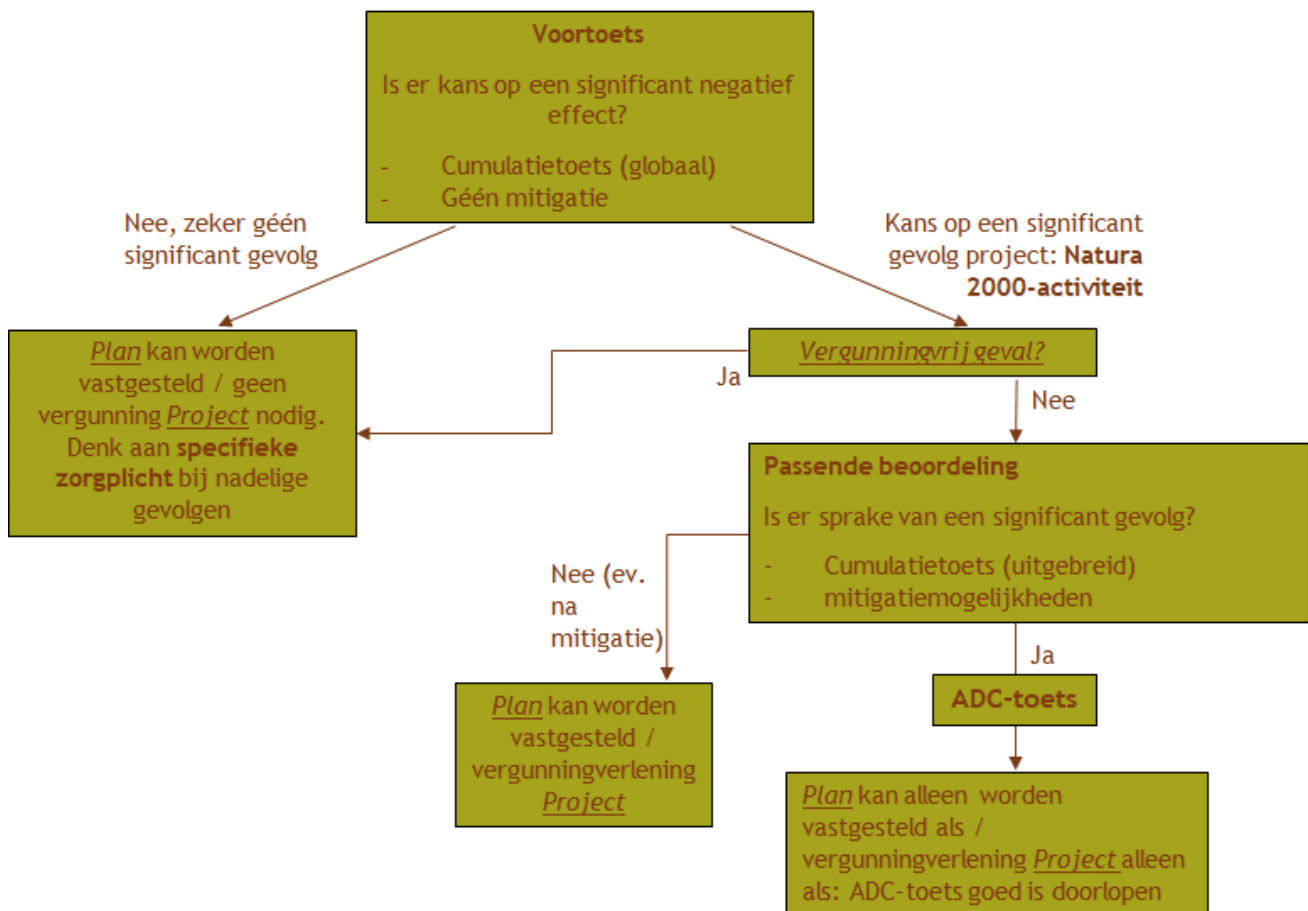 Voortoets
Is er kans op een significant negatief
effect?
- Cumulatietoets (globaal)
- Géén mitigatie
Nee, zeker géén
significant gevolg
Kans op een significant
gevolg project: Natura
2000-activiteit
Plan kan worden
vastgesteld / geen
vergunning Project nodig.
Denk aan specifieke
zorgplicht bij nadelige
gevolgen
Vergunningvrij geval?
Ja
Nee
Passende beoordeling
Is er sprake van een significant gevolg?
- Cumulatietoets (uitgebreid)
- mitigatiemogelijkheden
Nee (ev.
na
mitigatie)
Ja
ADC-toets
Plan kan worden
vastgesteld /
vergunningverlening
Project
Plan kan alleen worden
vastgesteld als /
vergunningverlening Project alleen
als: ADC-toets goed is doorlopen